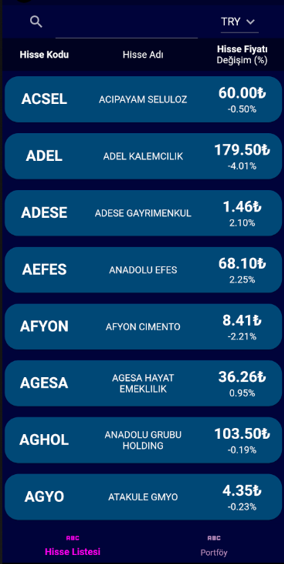 TRY
Hisse Kodu
Hisse Adı
Hisse Fiyatı
Değişim (%)
ACSEL
ACIPAYAM SELULOZ
60.00₺
-0.50%
ADEL
ADEL KALEMCILIK
179.50₺
-4.01%
ADESE
ADESE GAYRIMENKUL
1.46₺
2.10%
AEFES
ANADOLU EFES
68.10₺
2.25%
AFYON
AFYON CIMENTO
8.41₺
-2.21%
AGESA
AGESA HAYAT
EMEKLILIK
36.26₺
0.95%
AGHOL
ANADOLU GRUBU
HOLDING
103.50₺
-0.19%
AGYO
ATAKULE GMYO
4.35₺
-0.23%
ABC
Hisse Listesi
ABC
Portföy